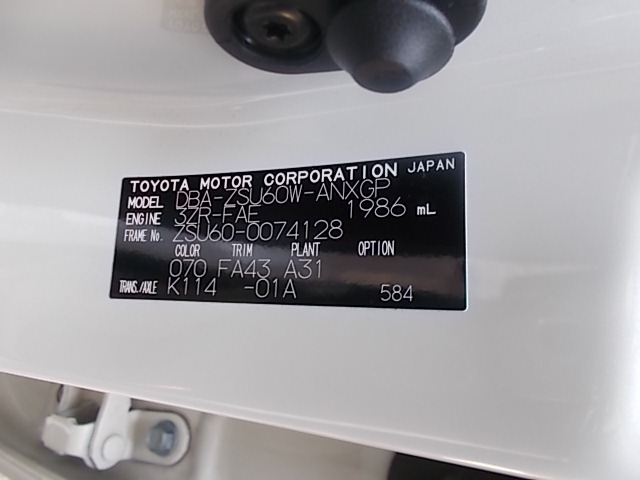 TOYOTA MOTOR CORPORATION JAPAN
MODEL DBA-ZSU60W-ANXGP
ENGINE 3ZR-FAE 1986 mL
FRAME No. ZSU60-0074128
COLOR TRIM PLANT OPTION
070 FA43 A31
TRANS./AXLE K114 -01A 584